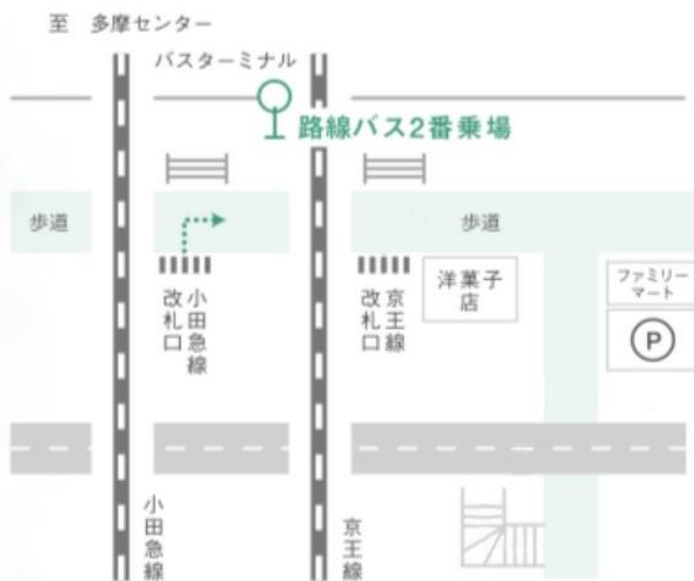 至 多摩センター
バスターミナル
路線バス2番乗場
歩道
歩道
小田急線
改札口
京王線
改札口
洋菓子
店
ファミリー
マート
P
小田急線
京王線